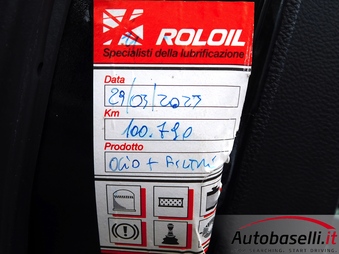 ROLOIL
Specialisti della lubrificazione
Data
29/03/2023
Km
100.790
Prodotto
OLIO + FILTRI
Autobaselli.it